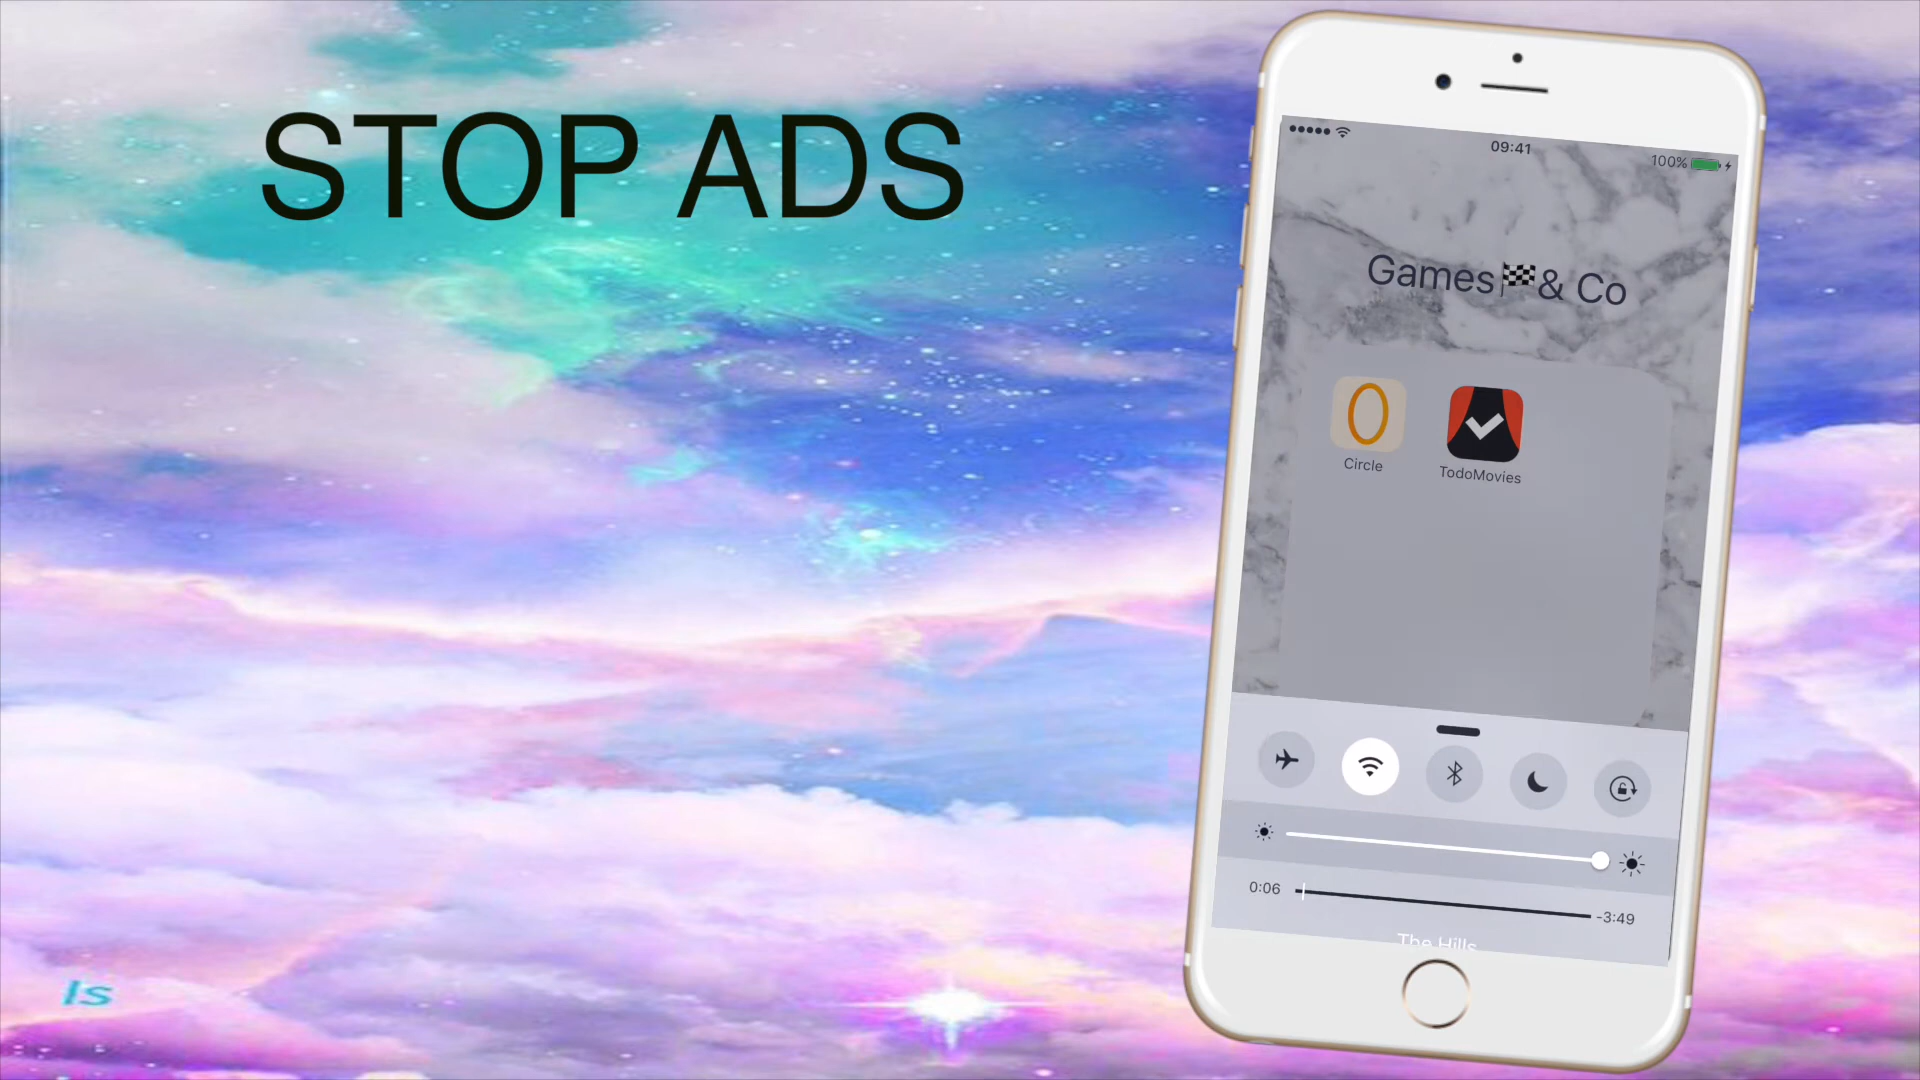 STOP ADS
09:41
100%
Games🏁& Co
Circle
TodoMovies
0:06
-3:49
The Hills
Is